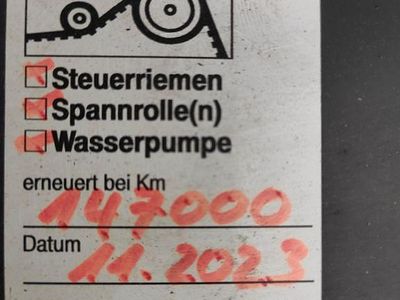 Steuerriemen
Spannrolle(n)
Wasserpumpe
erneuert bei Km
147000
Datum
11.2023